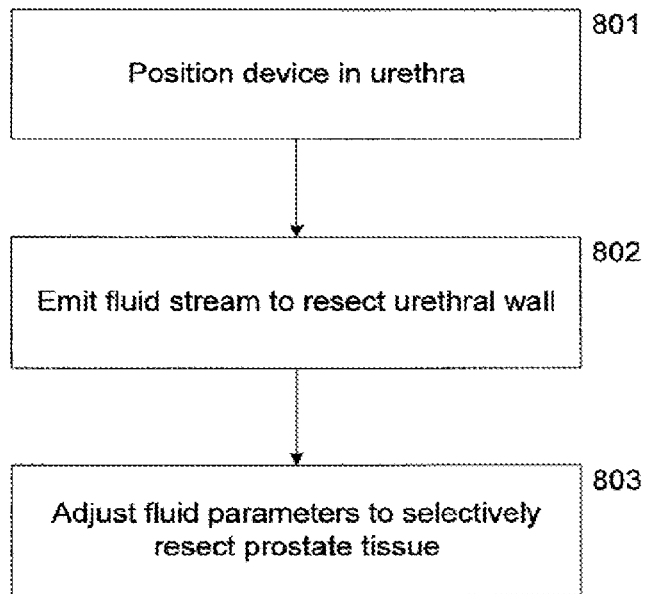 801
Position device in urethra
802
Emit fluid stream to resect urethral wall
803
Adjust fluid parameters to selectively
resect prostate tissue